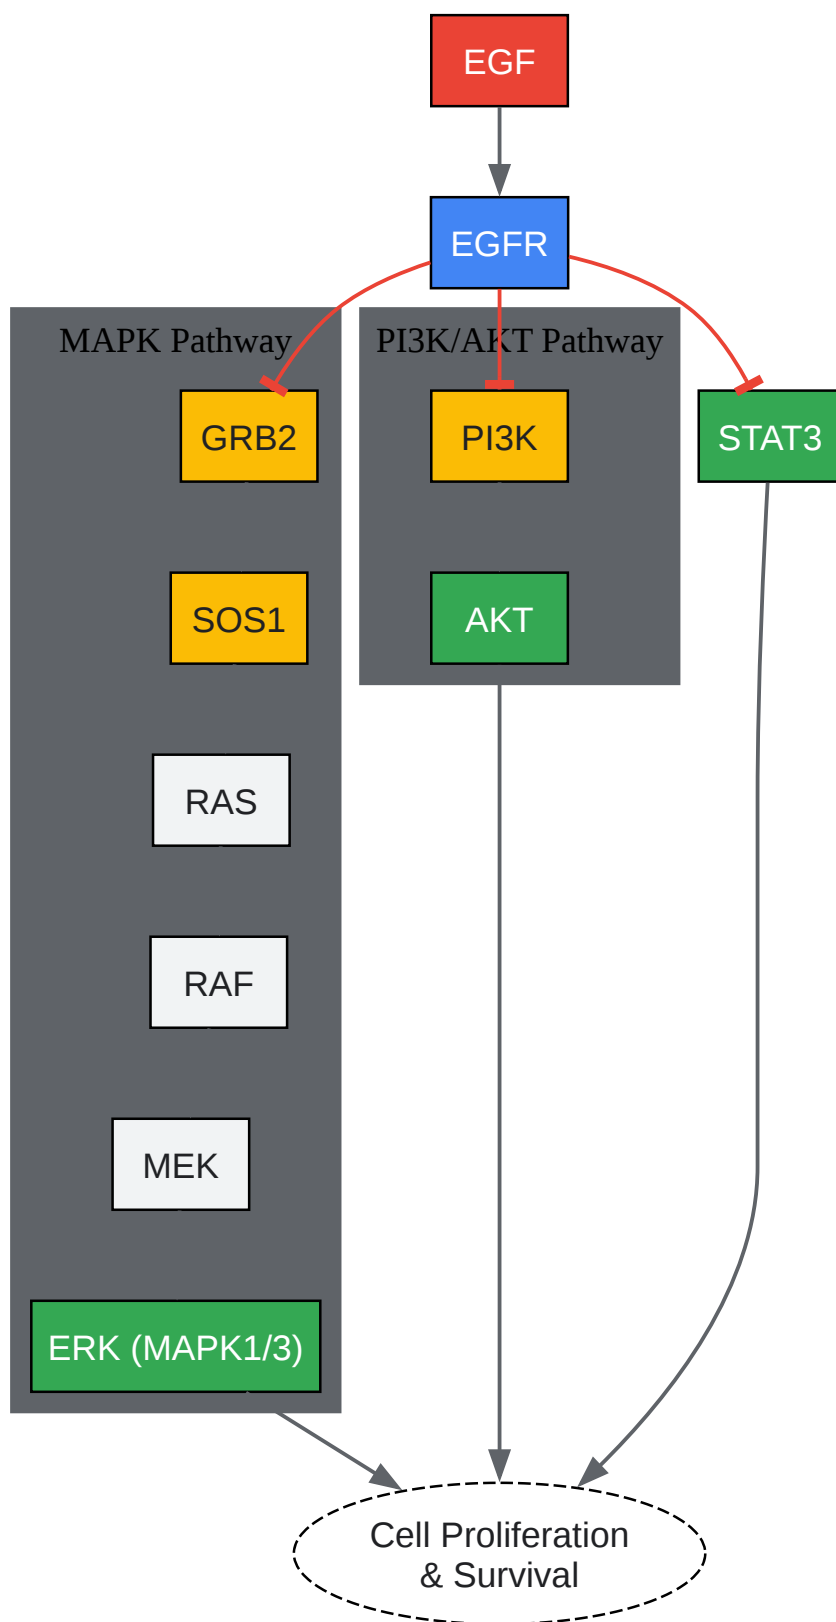 EGF
EGFR
MAPK Pathway
PI3K/AKT Pathway
GRB2
PI3K
STAT3
SOS1
AKT
RAS
RAF
MEK
ERK (MAPK1/3)
Cell Proliferation
& Survival